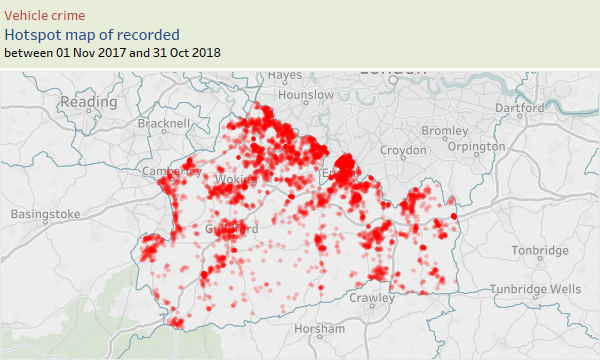 Vehicle crime
Hotspot map of recorded
between 01 Nov 2017 and 31 Oct 2018
Hayes
London
Hounslow
Reading
Dartford
Bracknell
Bromley
Orpington
Croydon
Camberley
Woking
Basingstoke
Guildford
Tonbridge
Tunbridge Wells
Crawley
Horsham